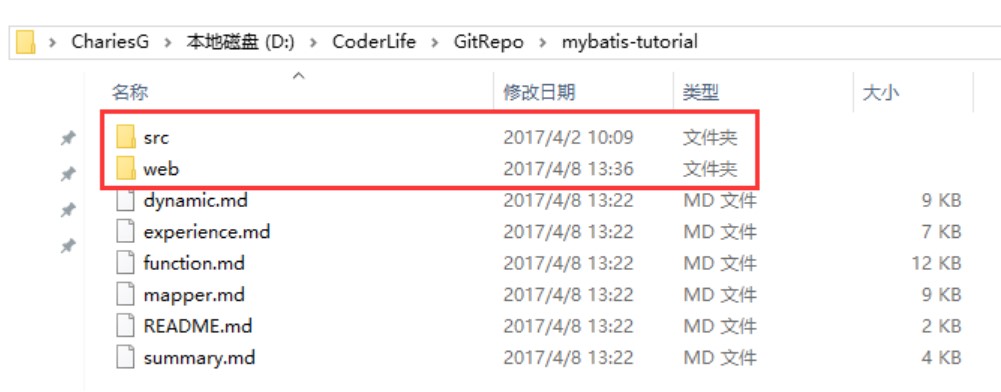 ChariesG > 本地磁盘 (D:) > CoderLife > GitRepo > mybatis-tutorial
名称 修改日期 类型 大小
src 2017/4/2 10:09 文件夹
web 2017/4/8 13:36 文件夹
dynamic.md 2017/4/8 13:22 MD 文件 9 KB
experience.md 2017/4/8 13:22 MD 文件 7 KB
function.md 2017/4/8 13:22 MD 文件 12 KB
mapper.md 2017/4/8 13:22 MD 文件 9 KB
README.md 2017/4/8 13:22 MD 文件 2 KB
summary.md 2017/4/8 13:22 MD 文件 4 KB